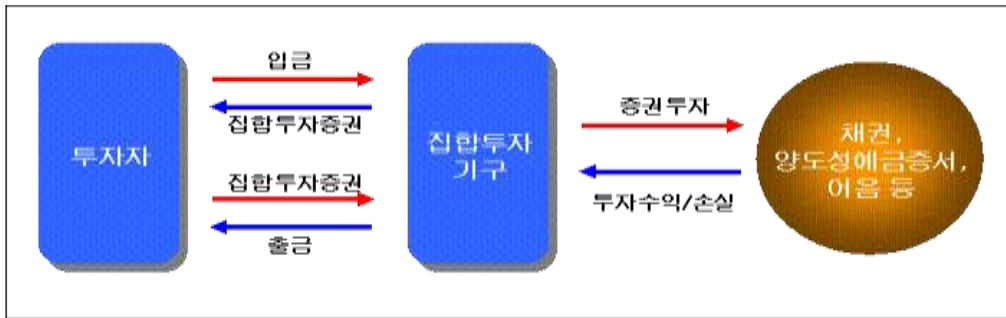 입금
집합투자증권
투자자
집합투자증권
출금
집합투자
기구
증권투자
투자수익/손실
채권,
양도성예금증서,
어음 등